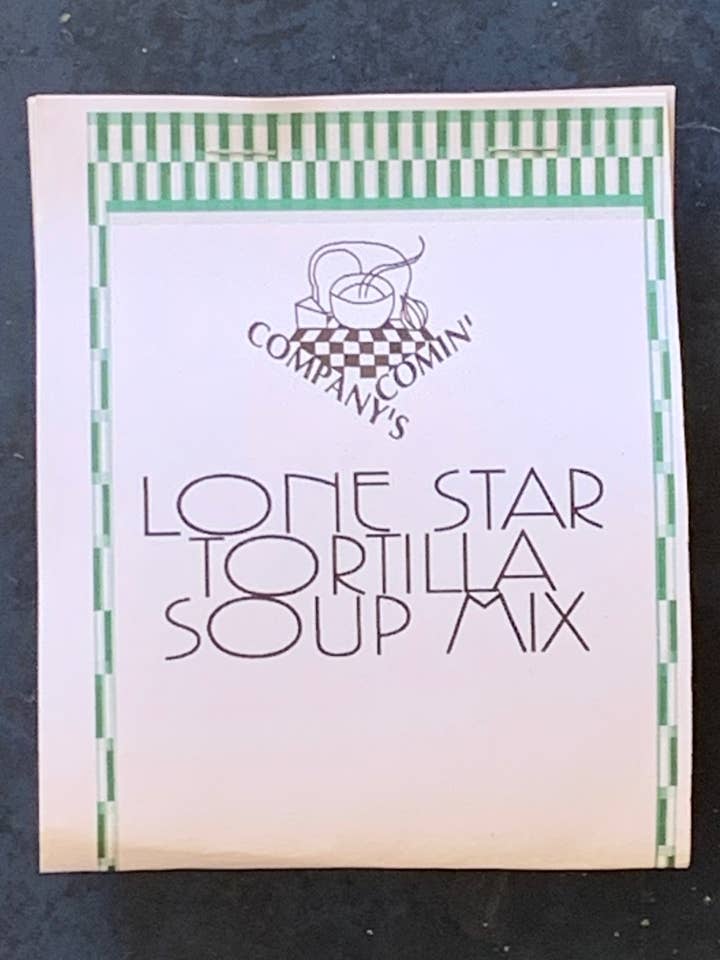 COMPANY'S
COMIN'
LONE STAR
TORTILLA
SOUP MIX